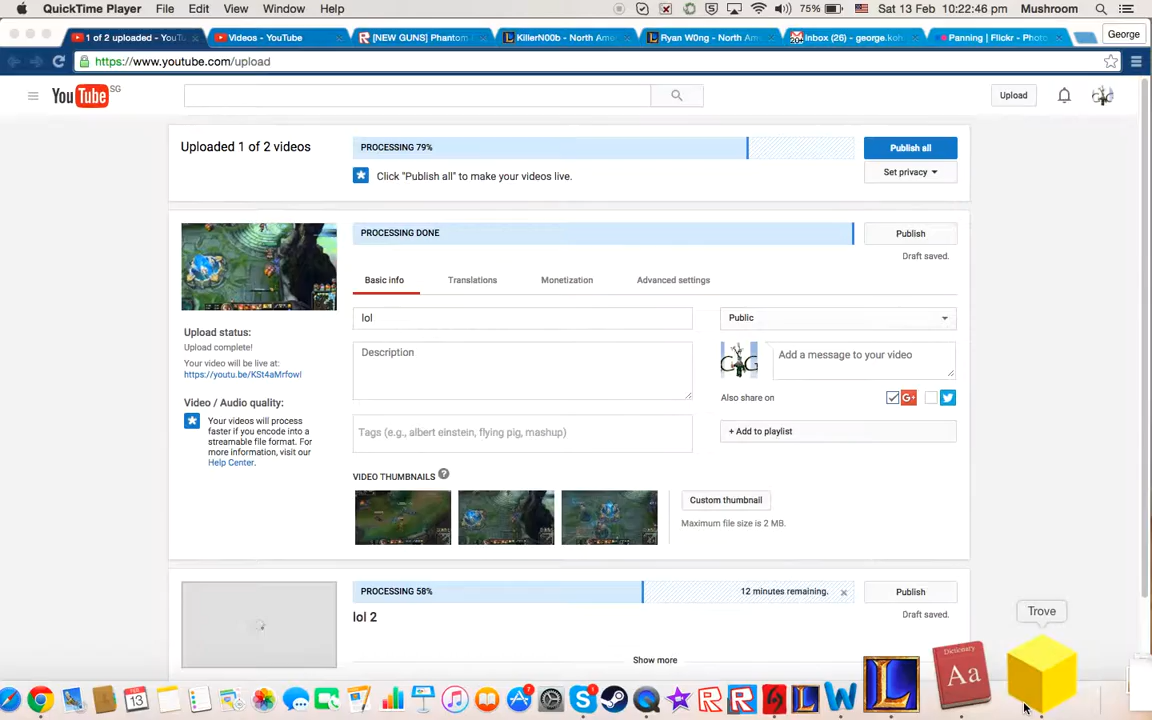 QuickTime Player File Edit View Window Help 75% Sat 13 Feb 10:22:46 pm Mushroom
1 of 2 uploaded - YouTu
Videos - YouTube
[NEW GUNS] Phantom
KillerN00b - North Ame
Ryan W0ng - North Am
Inbox (26) - george.koh
Panning | Flickr - Photo
George
https://www.youtube.com/upload
YouTube SG
Upload
Uploaded 1 of 2 videos
PROCESSING 79%
Publish all
Click "Publish all" to make your videos live.
Set privacy
PROCESSING DONE
Publish
Draft saved.
Basic info Translations Monetization Advanced settings
lol
Public
Description
Add a message to your video
Upload status:
Upload complete!
Your video will be live at:
https://youtu.be/KSt4aMrfowI
Also share on
G+
Video / Audio quality:
Your videos will process
faster if you encode into a
streamable file format. For
more information, visit our
Help Center.
Tags (e.g., albert einstein, flying pig, mashup)
+ Add to playlist
VIDEO THUMBNAILS ?
Custom thumbnail
Maximum file size is 2 MB.
PROCESSING 58%
12 minutes remaining.
Publish
Draft saved.
lol 2
Show more
Trove
Dictionary
Aa